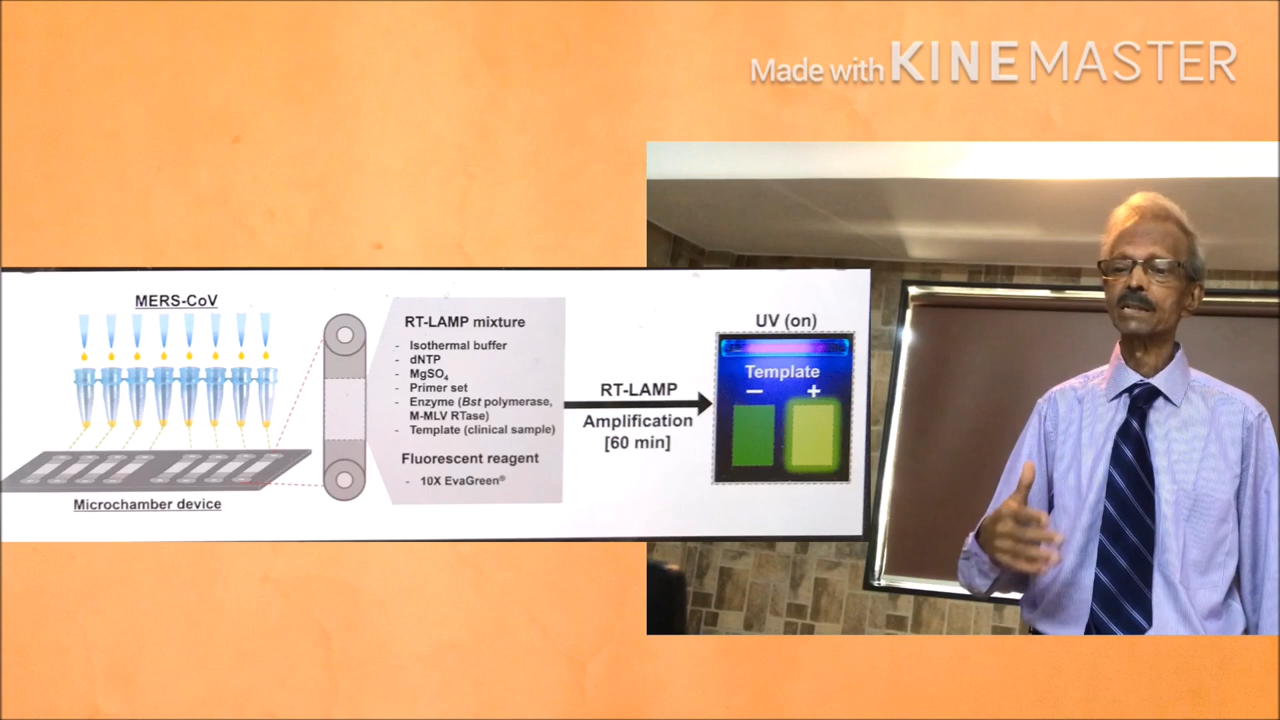 Made with KINEMASTER
MERS-CoV
Microchamber device
RT-LAMP mixture
- Isothermal buffer
- dNTP
- MgSO₄
- Primer set
- Enzyme (Bst polymerase,
M-MLV RTase)
- Template (clinical sample)
Fluorescent reagent
- 10X EvaGreen®
RT-LAMP
Amplification
[60 min]
UV (on)
Template
− +